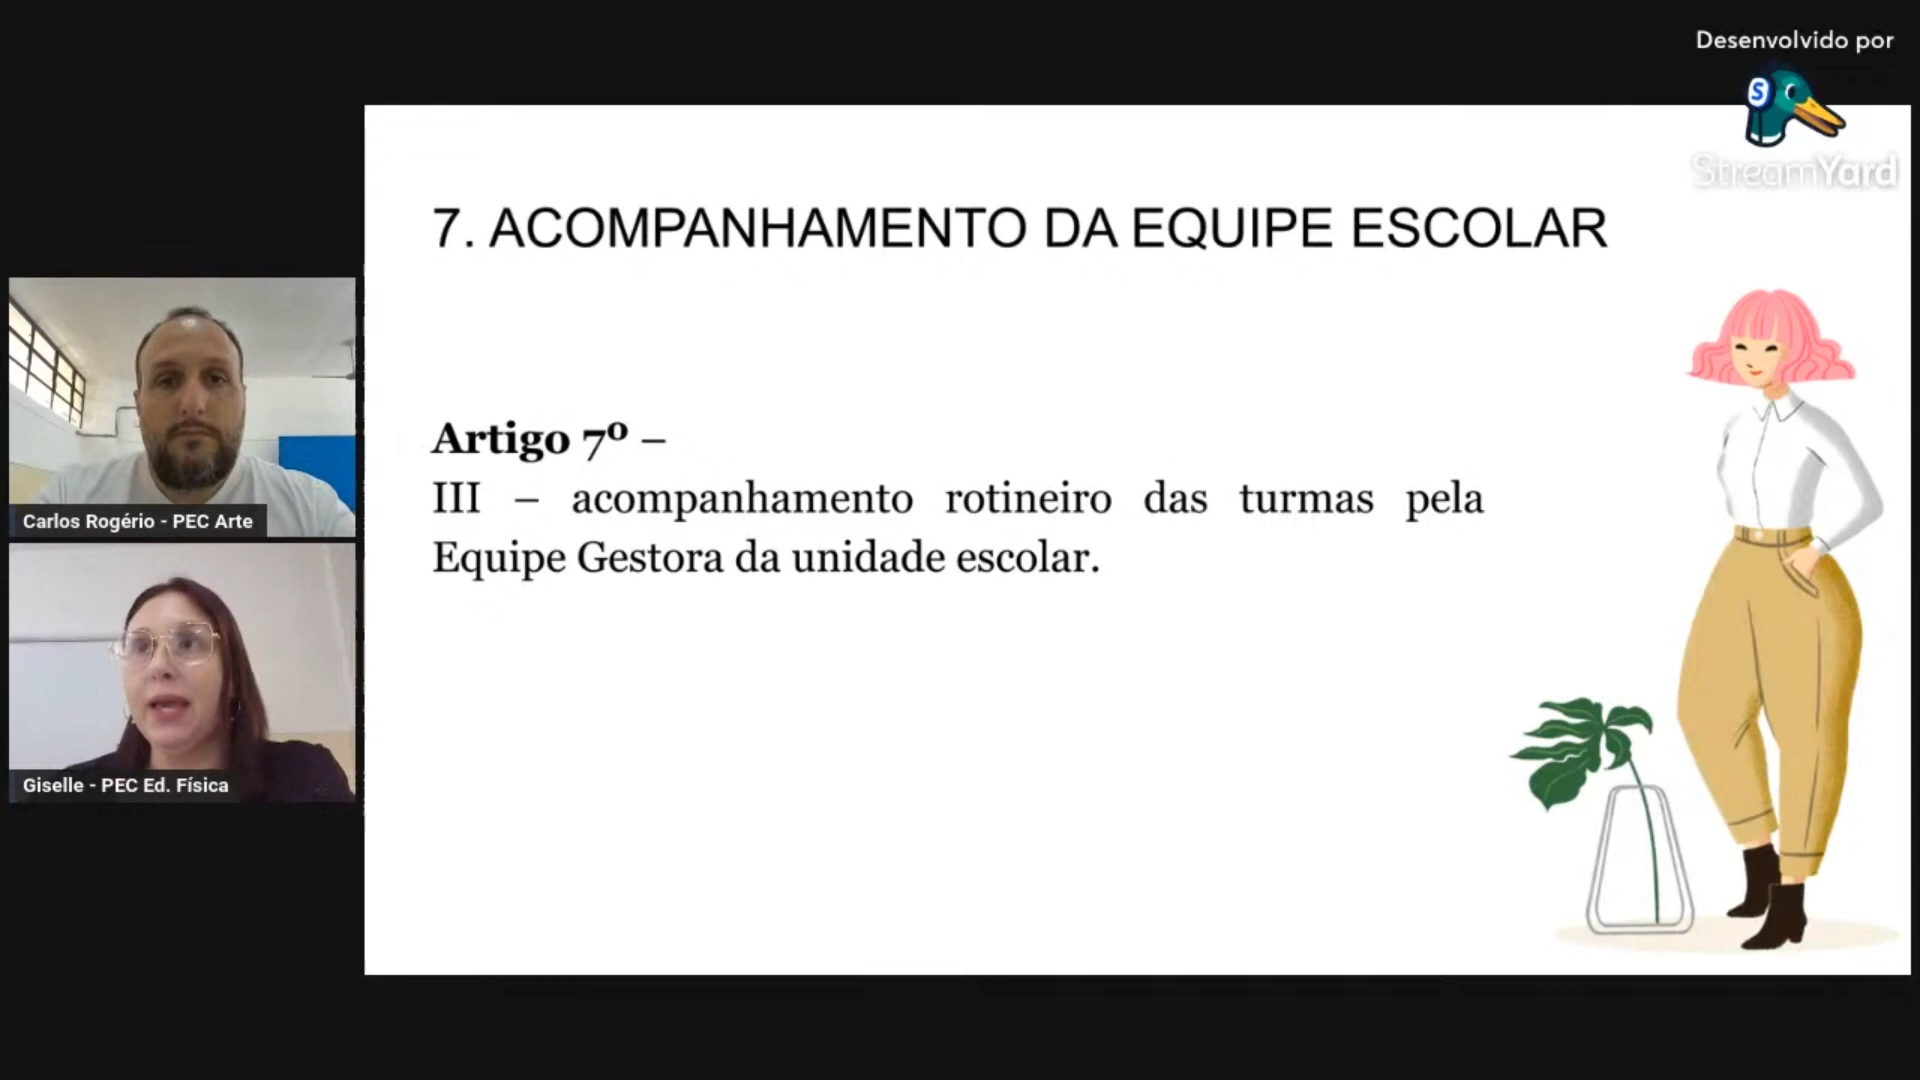 Desenvolvido por
S
StreamYard
7. ACOMPANHAMENTO DA EQUIPE ESCOLAR
Artigo 7º –
III – acompanhamento rotineiro das turmas pela
Equipe Gestora da unidade escolar.
Carlos Rogério - PEC Arte
Giselle - PEC Ed. Física